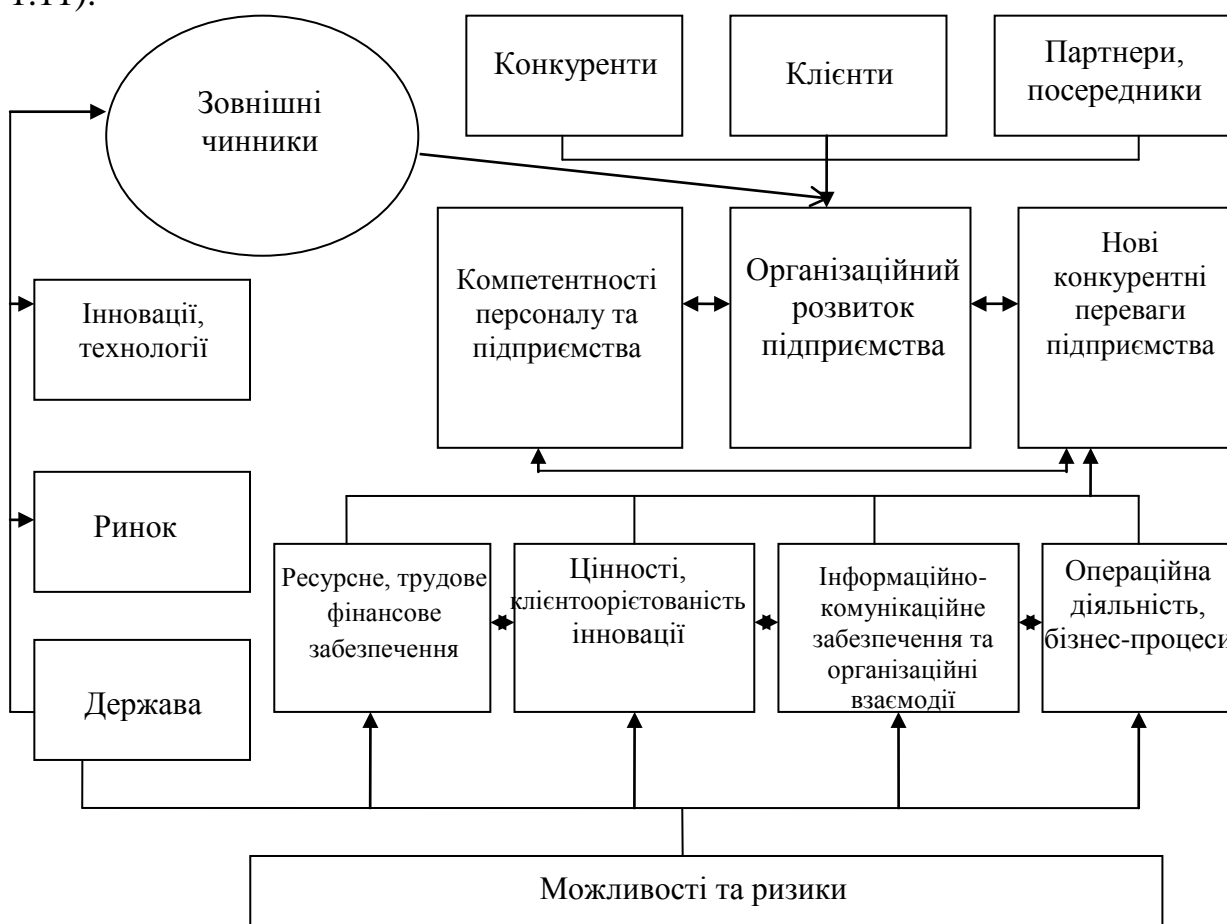 1.11).
Конкуренти
Клієнти
Партнери,
посередники
Зовнішні
чинники
Компетентності
персоналу та
підприємства
Організаційний
розвиток
підприємства
Нові
конкурентні
переваги
підприємства
Інновації,
технології
Ринок
Держава
Ресурсне, трудове
фінансове
забезпечення
Цінності,
клієнтоорієтованість
інновації
Інформаційно-
комунікаційне
забезпечення та
організаційні
взаємодії
Операційна
діяльність,
бізнес-процеси
Можливості та ризики